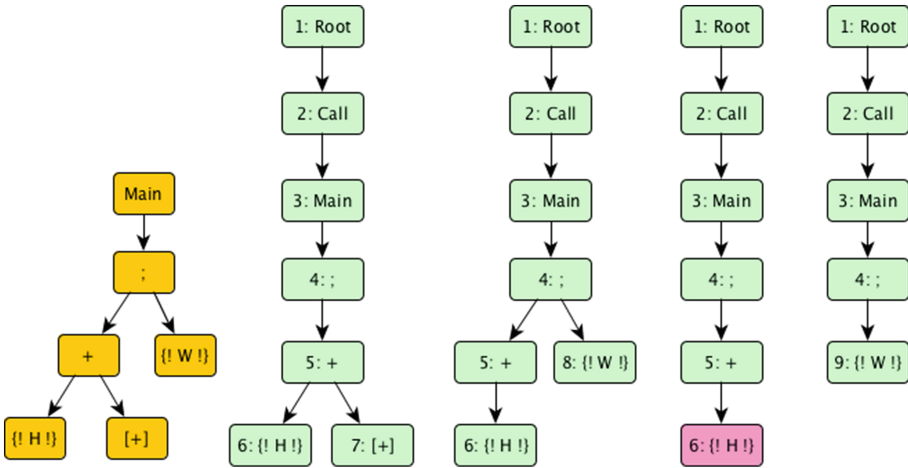 1: Root 1: Root 1: Root 1: Root
2: Call 2: Call 2: Call 2: Call
Main 3: Main 3: Main 3: Main 3: Main
; 4: ; 4: ; 4: ; 4: ;
+ {! W !} 5: + 5: + 8: {! W !} 5: + 9: {! W !}
{! H !} [+] 6: {! H !} 7: [+] 6: {! H !} 6: {! H !}